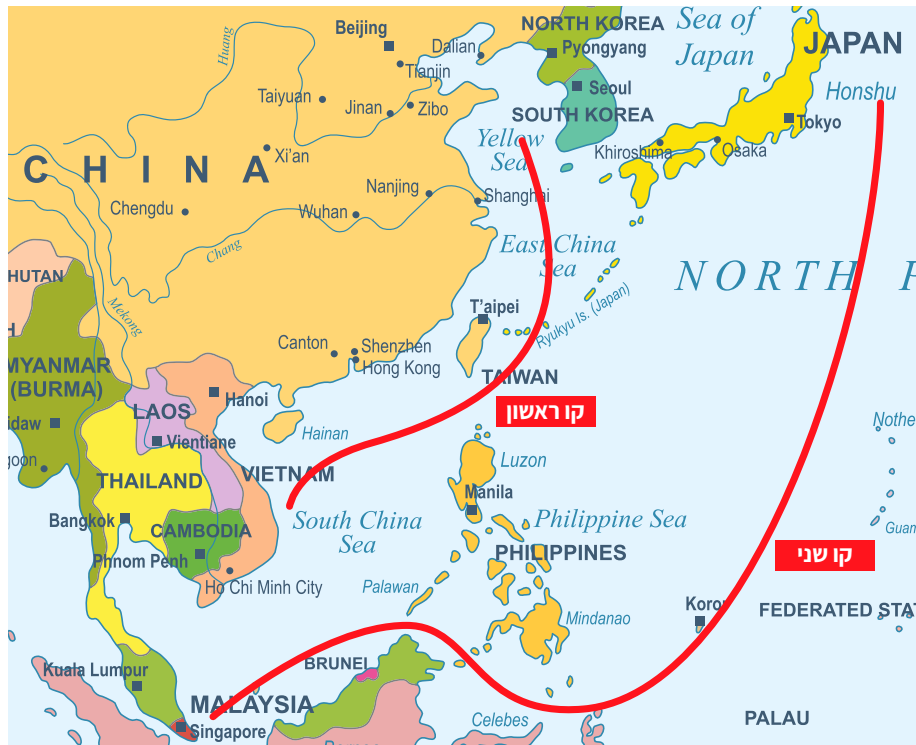 NORTH KOREA
Sea of
Japan
Beijing
Huang
Dalian
Pyongyang
JAPAN
Tianjin
Seoul
Honshu
Taiyuan
Jinan
Zibo
SOUTH KOREA
Tokyo
Yellow
Sea
Khiroshima
Osaka
Xi'an
CHINA
Nanjing
Shanghai
Chengdu
Wuhan
Chang
East China
Sea
NORTH P
HUTAN
Mekong
T'aipei
Ryukyu Is. (Japan)
H
Canton
Shenzhen
Hong Kong
MYANMAR
(BURMA)
TAIWAN
Hanoi
LAOS
קו ראשון
idaw
Hainan
Nothe
Vientiane
goon
Luzon
VIETNAM
THAILAND
Manila
Bangkok
South China
Sea
Philippine Sea
CAMBODIA
Guam
PHILIPPINES
Phnom Penh
קו שני
Ho Chi Minh City
Palawan
Koror
FEDERATED STAT
Mindanao
BRUNEI
Kuala Lumpur
MALAYSIA
Singapore
Celebes
PALAU
Borneo